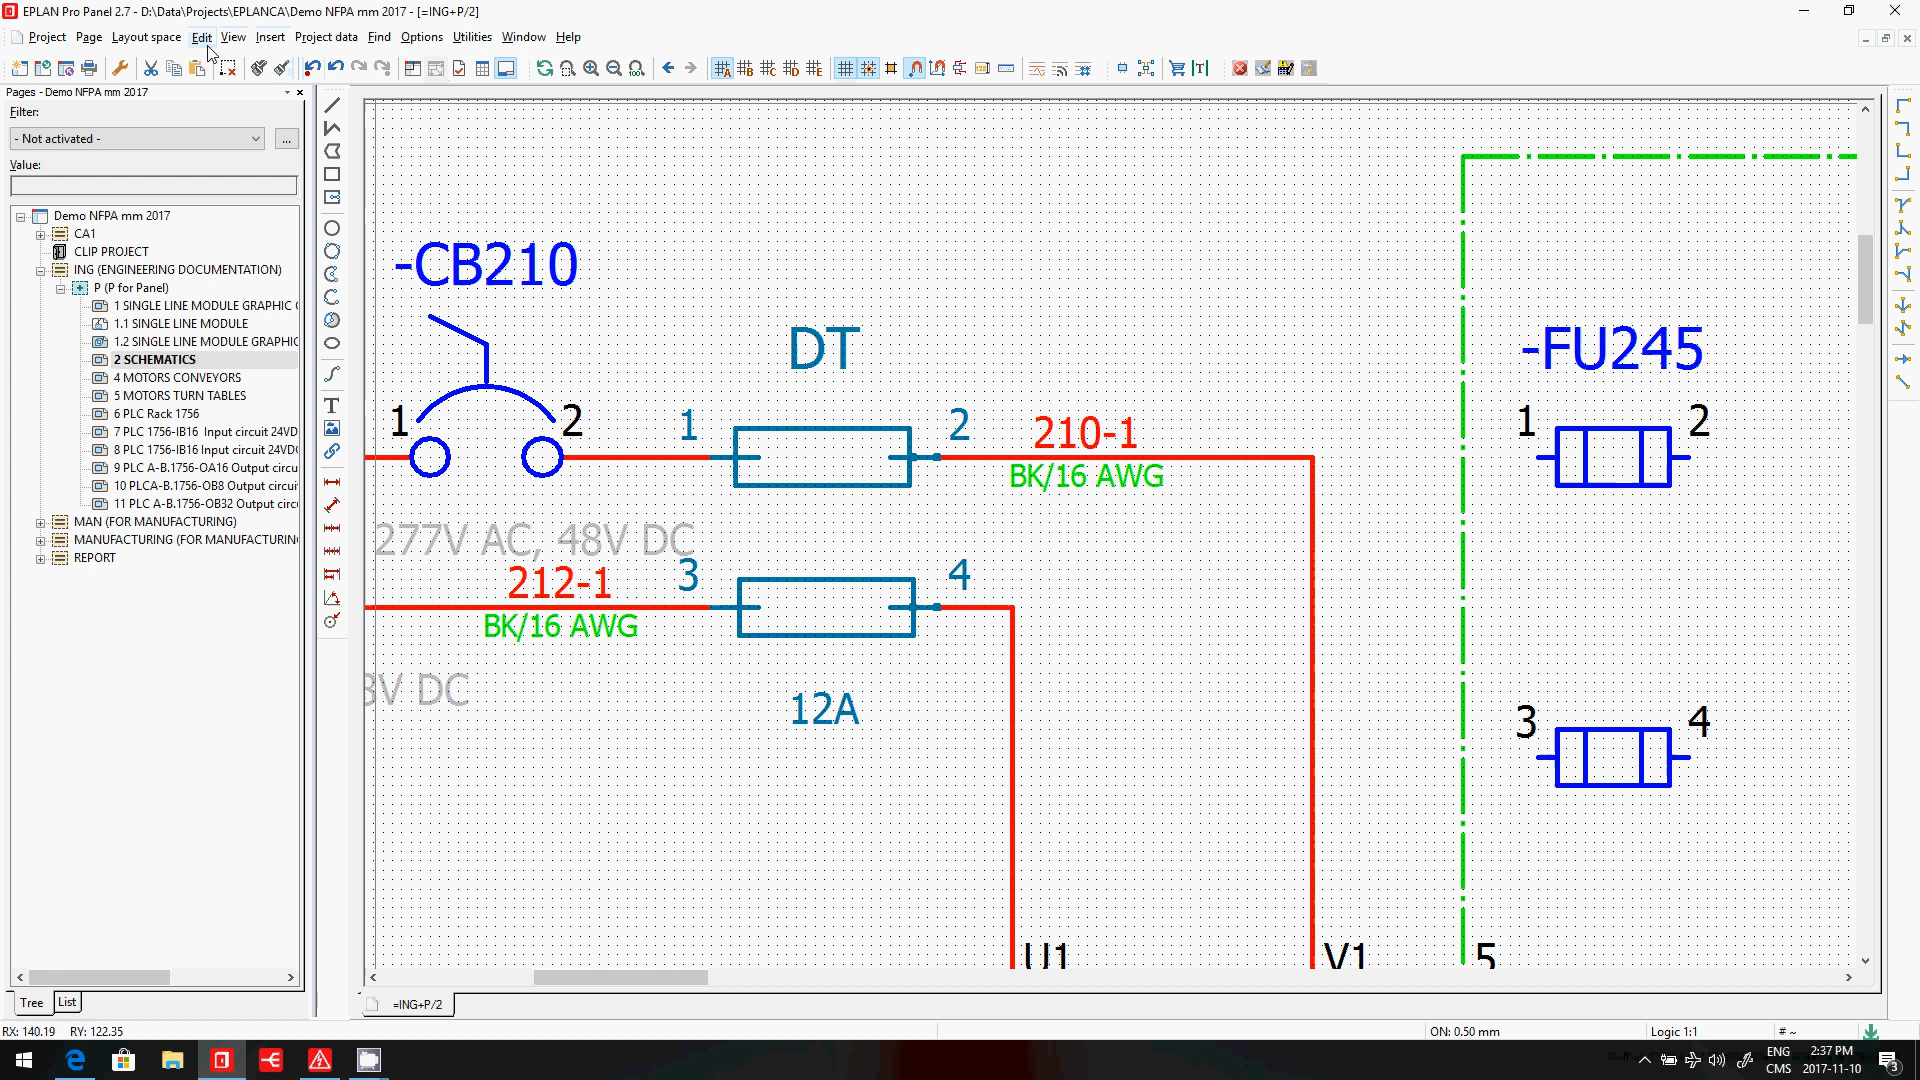 EPLAN Pro Panel 2.7 - D:\Data\Projects\EPLANCA\Demo NFPA mm 2017 - [=ING+P/2]
Project Page Layout space Edit View Insert Project data Find Options Utilities Window Help
Pages - Demo NFPA mm 2017
Filter:
- Not activated -
...
Value:
Demo NFPA mm 2017
CA1
CLIP PROJECT
ING (ENGINEERING DOCUMENTATION)
P (P for Panel)
1 SINGLE LINE MODULE GRAPHIC
1.1 SINGLE LINE MODULE
1.2 SINGLE LINE MODULE GRAPHIC
2 SCHEMATICS
4 MOTORS CONVEYORS
5 MOTORS TURN TABLES
6 PLC Rack 1756
7 PLC 1756-IB16 Input circuit 24VD
8 PLC 1756-IB16 Input circuit 24VDC
9 PLC A-B.1756-OA16 Output circu
10 PLCA-B.1756-OB8 Output circui
11 PLC A-B.1756-OB32 Output circ
MAN (FOR MANUFACTURING)
MANUFACTURING (FOR MANUFACTURIN
REPORT
Tree List
-CB210
DT
-FU245
1 2 1 2 210-1 1 2
BK/16 AWG
277V AC, 48V DC
212-1 3 4
BK/16 AWG
V DC
12A
3 4
U1 V1 5
=ING+P/2
RX: 140.19 RY: 122.35
ON: 0.50 mm
Logic 1:1
# ~
ENG
CMS
2:37 PM
2017-11-10
3